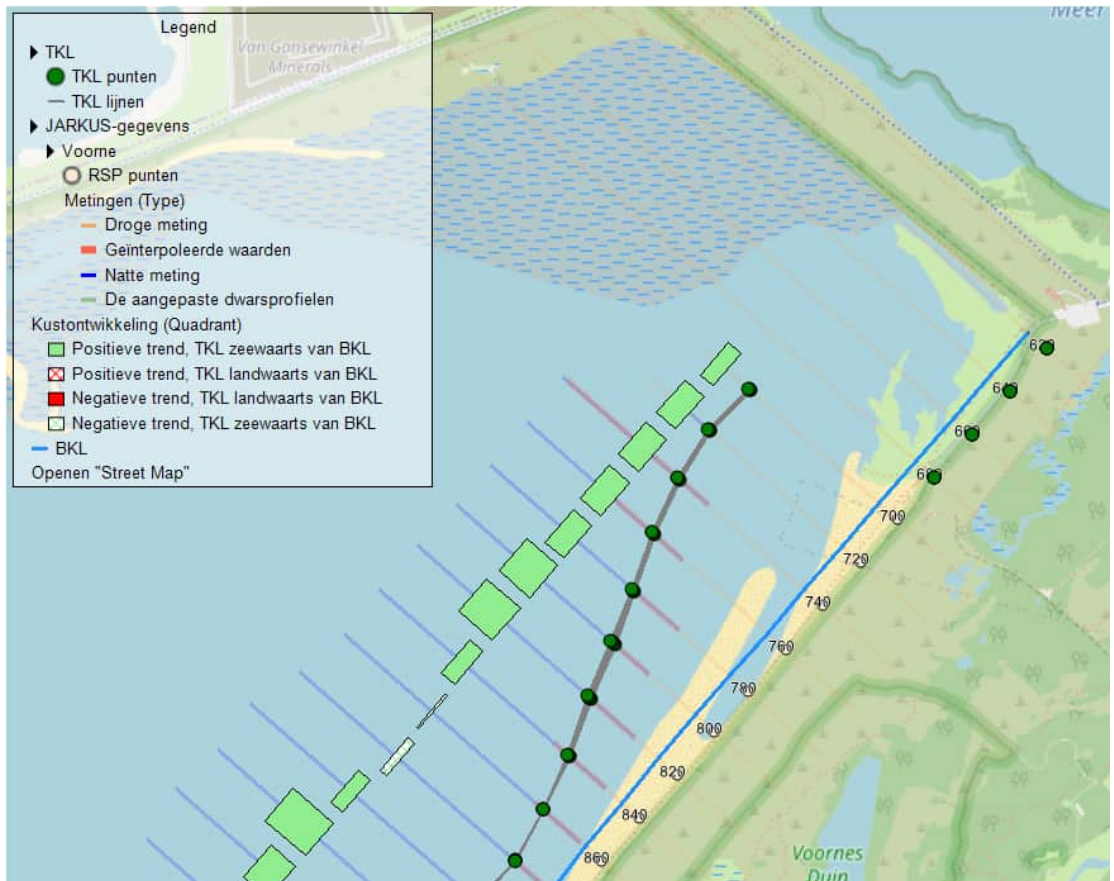 Legend
TKL
TKL punten
TKL lijnen
JARKUS-gegevens
Voorne
RSP punten
Metingen (Type)
Droge meting
Geïnterpoleerde waarden
Natte meting
De aangepaste dwarsprofielen
Kustontwikkeling (Quadrant)
Positieve trend, TKL zeewaarts van BKL
Positieve trend, TKL landwaarts van BKL
Negatieve trend, TKL landwaarts van BKL
Negatieve trend, TKL zeewaarts van BKL
BKL
Openen "Street Map"
Van Gansewinkel
Minerals
Meer
620
640
660
680
700
720
740
760
780
800
820
840
860
Voornes
Duin